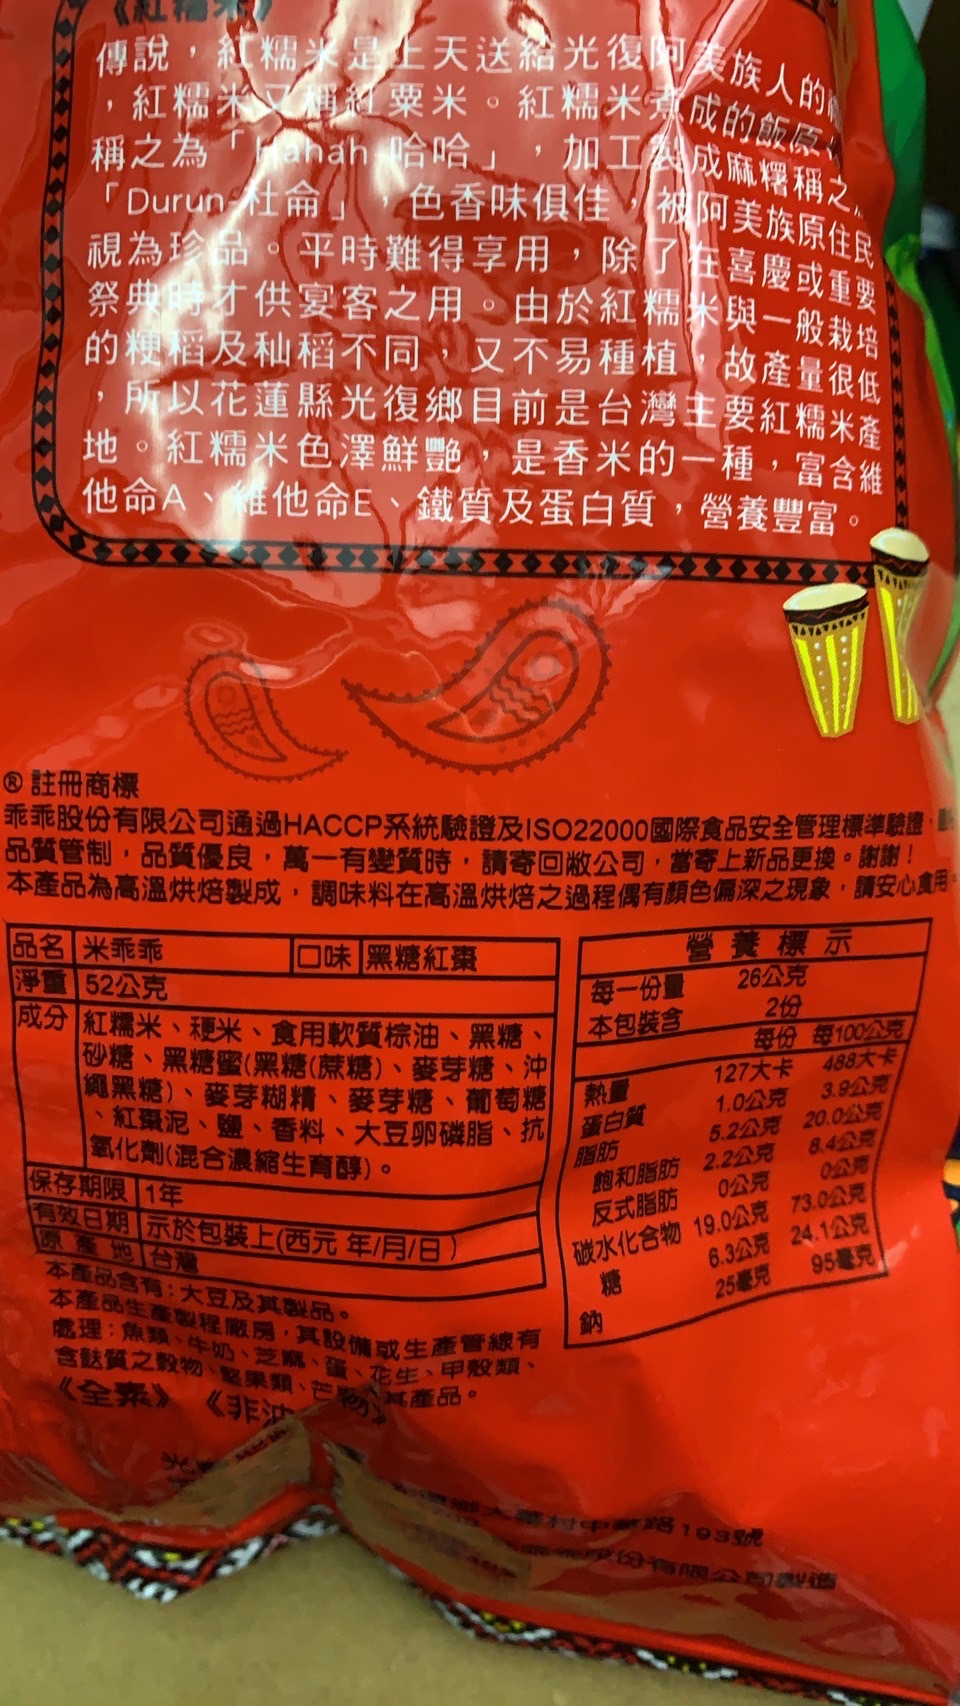 《紅糯米》
傳說，紅糯米是上天送給光復阿美族人的
，紅糯米又稱紅粟米。紅糯米煮成的飯原
稱之為「Hahah-哈哈」，加工製成麻糬稱之
「Durun-杜侖」，色香味俱佳，被阿美族原住民
視為珍品。平時難得享用，除了在喜慶或重要
祭典時才供宴客之用。由於紅糯米與一般栽培
的粳稻及秈稻不同，又不易種植，故產量很低
，所以花蓮縣光復鄉目前是台灣主要紅糯米產
地。紅糯米色澤鮮艷，是香米的一種，富含維
他命A、維他命E、鐵質及蛋白質，營養豐富。
® 註冊商標
乖乖股份有限公司通過HACCP系統驗證及ISO22000國際食品安全管理標準驗證，
品質管制，品質優良，萬一有變質時，請寄回敝公司，當寄上新品更換。謝謝！
本產品為高溫烘焙製成，調味料在高溫烘焙之過程偶有顏色偏深之現象，請安心食用。
品名 米乖乖 口味 黑糖紅棗
淨重 52公克
成分 紅糯米、稉米、食用軟質棕油、黑糖、
砂糖、黑糖蜜(黑糖(蔗糖)、麥芽糖、沖
繩黑糖)、麥芽糊精、麥芽糖、葡萄糖
、紅棗泥、鹽、香料、大豆卵磷脂、抗
氧化劑(混合濃縮生育醇)。
保存期限 1年
有效日期 示於包裝上(西元 年/月/日)
原產地 台灣
本產品含有：大豆及其製品。
本產品生產製程廠房，其設備或生產管線有
處理：魚類、牛奶、芝麻、蛋、花生、甲殼類、
含麩質之穀物、堅果類、芒果及其產品。
《全素》 《非油
營養標示
每一份量 26公克
本包裝含 2份
每份 每100公克
熱量 127大卡 488大卡
蛋白質 1.0公克 3.9公克
脂肪 5.2公克 20.0公克
飽和脂肪 2.2公克 8.4公克
反式脂肪 0公克 0公克
碳水化合物 19.0公克 73.0公克
糖 6.3公克 24.1公克
鈉 25毫克 95毫克
鄉大華村中華路193號
股份有限公司製造